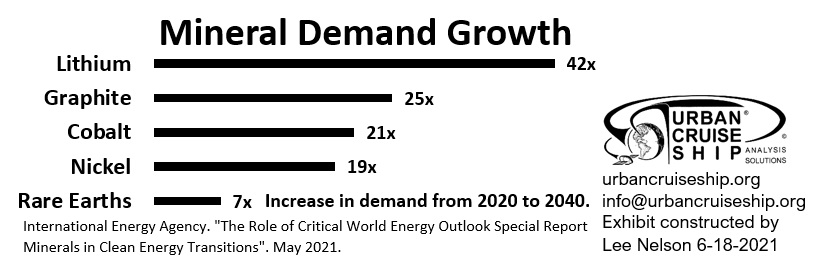 Mineral Demand Growth
Lithium 42x
Graphite 25x
Cobalt 21x
Nickel 19x
Rare Earths 7x Increase in demand from 2020 to 2040.
International Energy Agency. "The Role of Critical World Energy Outlook Special Report
Minerals in Clean Energy Transitions". May 2021.
URBAN®
CRUISE ©
SHIP ANALYSIS
SOLUTIONS
urbancruiseship.org
info@urbancruiseship.org
Exhibit constructed by
Lee Nelson 6-18-2021